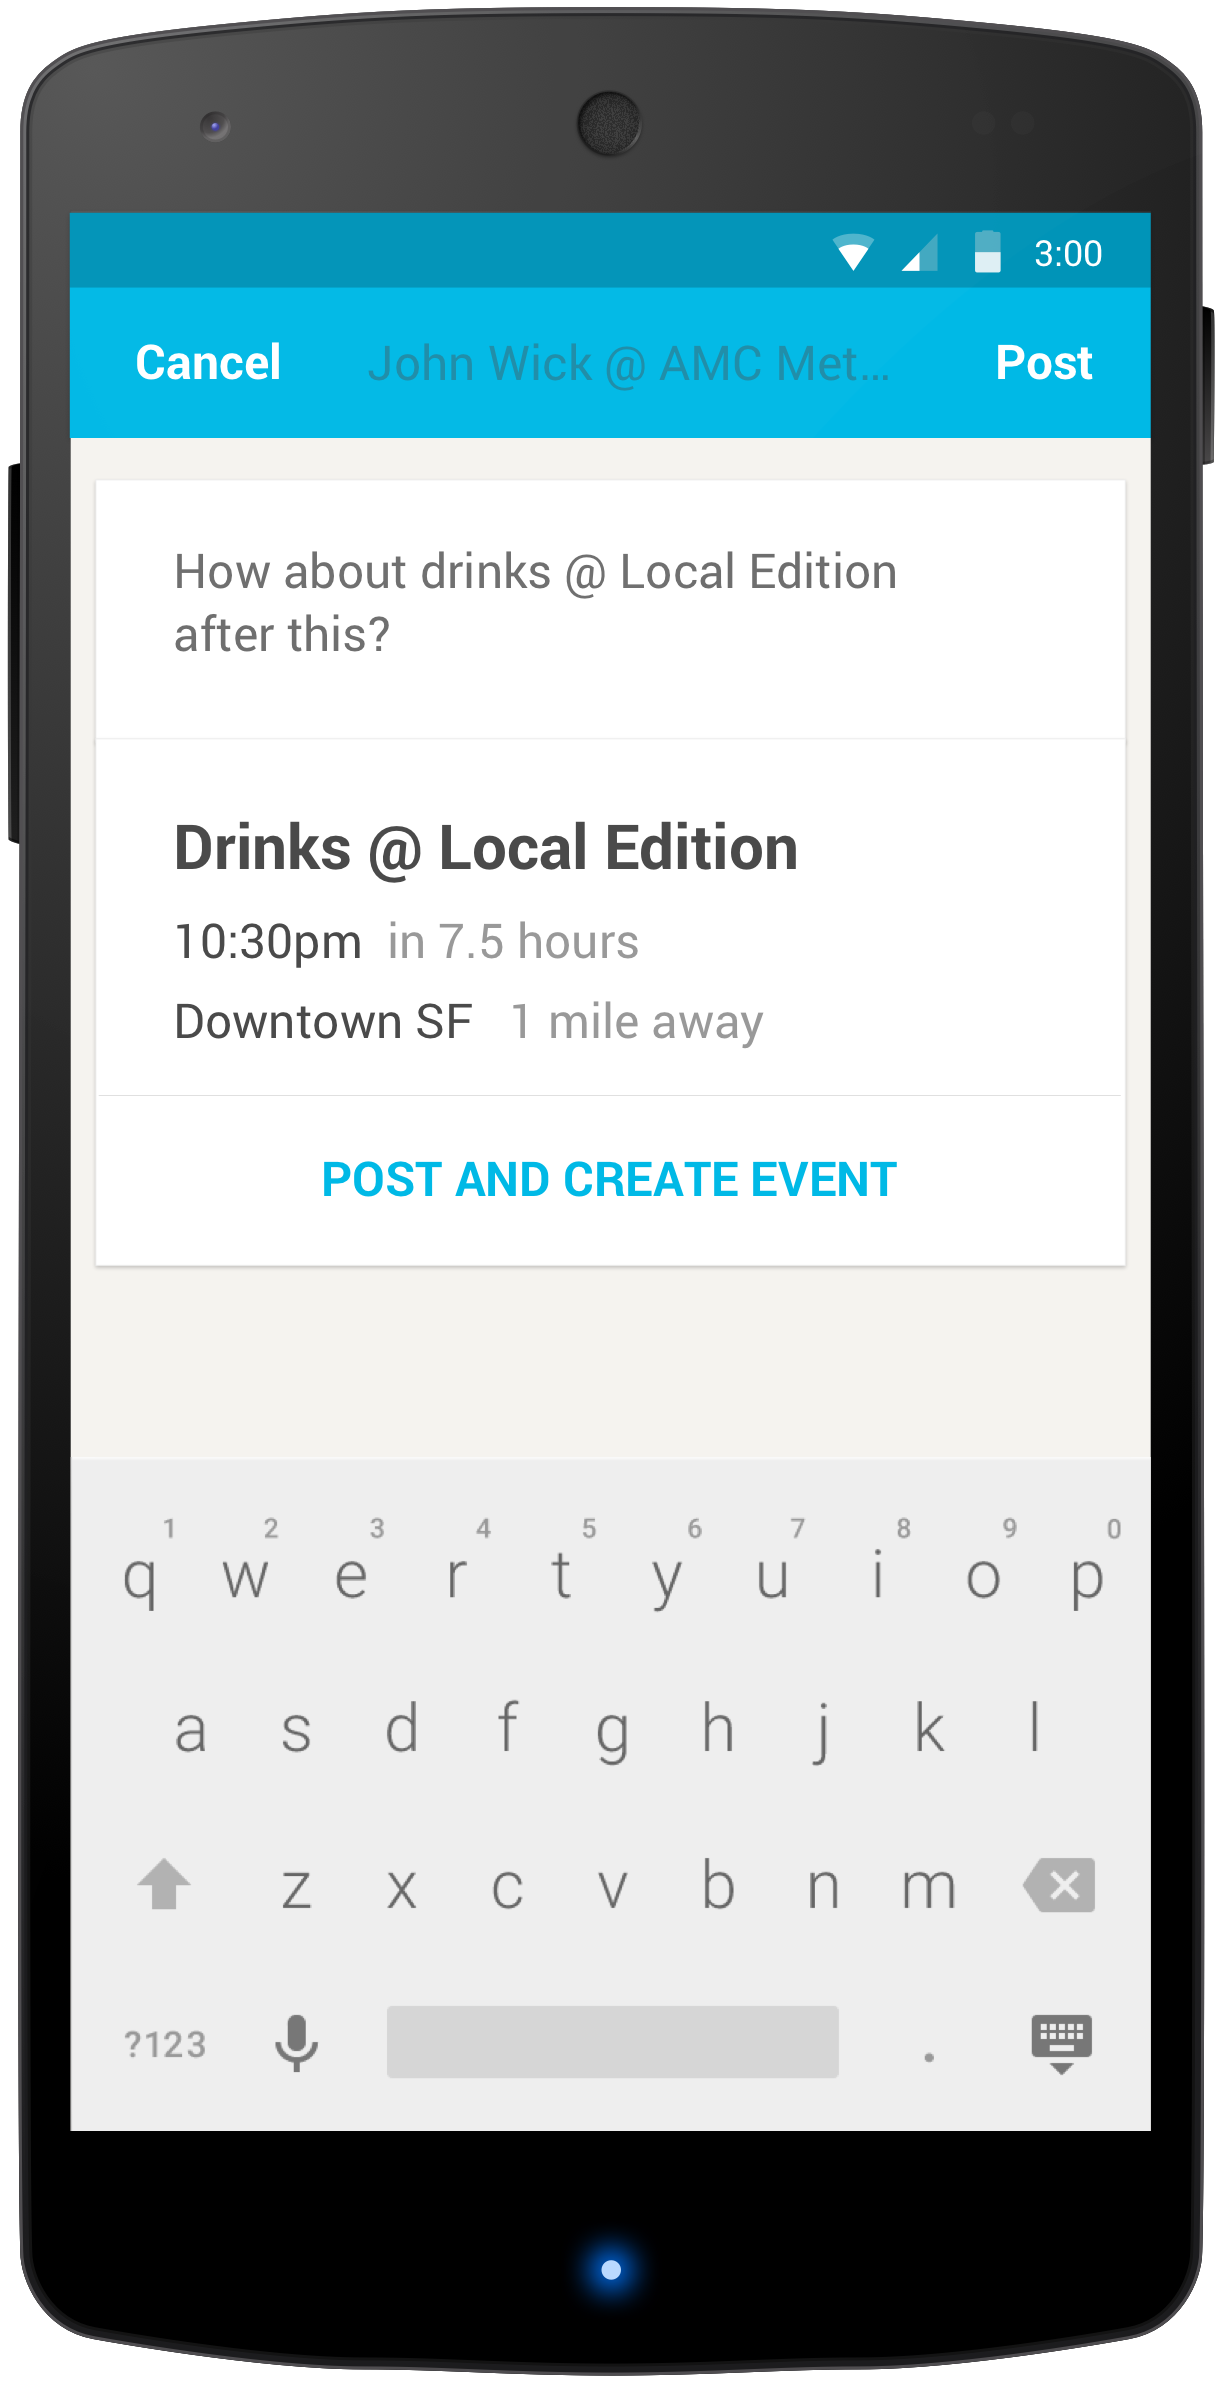 3:00
Cancel John Wick @ AMC Met... Post
How about drinks @ Local Edition
after this?
Drinks @ Local Edition
10:30pm in 7.5 hours
Downtown SF 1 mile away
POST AND CREATE EVENT
1 2 3 4 5 6 7 8 9 0
q w e r t y u i o p
a s d f g h j k l
z x c v b n m
?123 .